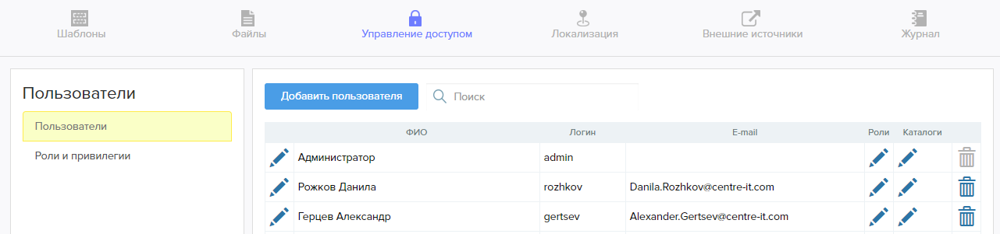 Шаблоны Файлы Управление доступом Локализация Внешние источники Журнал
Пользователи
Пользователи
Роли и привилегии
Добавить пользователя Поиск
ФИО Логин E-mail Роли Каталоги
Администратор admin
Рожков Данила rozhkov Danila.Rozhkov@centre-it.com
Герцев Александр gertsev Alexander.Gertsev@centre-it.com